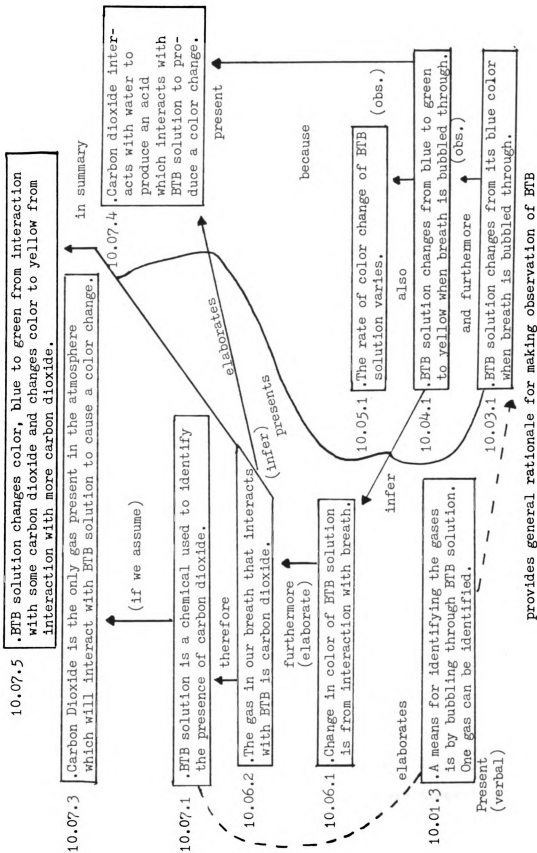 10.07.5 .BTB solution changes color, blue to green from interaction
with some carbon dioxide and changes color to yellow from
interaction with more carbon dioxide.
in summary
10.07.3 .Carbon Dioxide is the only gas present in the atmosphere
which will interact with BTB solution to cause a color change.
10.07.4 .Carbon dioxide inter-
acts with water to
produce an acid
which interacts with
BTB solution to pro-
duce a color change.
(if we assume)
elaborates
present
10.07.1 .BTB solution is a chemical used to identify
the presence of carbon dioxide.
therefore
(infer) presents
because
10.06.2 .The gas in our breath that interacts
with BTB is carbon dioxide.
furthermore
(elaborate)
10.05.1 .The rate of color change of BTB
solution varies.
(obs.)
also
10.06.1 .Change in color of BTB solution
is from interaction with breath.
infer
10.04.1 .BTB solution changes from blue to green
to yellow when breath is bubbled through.
(obs.)
and furthermore
elaborates
10.03.1 .BTB solution changes from its blue color
when breath is bubbled through.
10.01.3 .A means for identifying the gases
is by bubbling through BTB solution.
One gas can be identified.
Present
(verbal)
provides general rationale for making observation of BTB